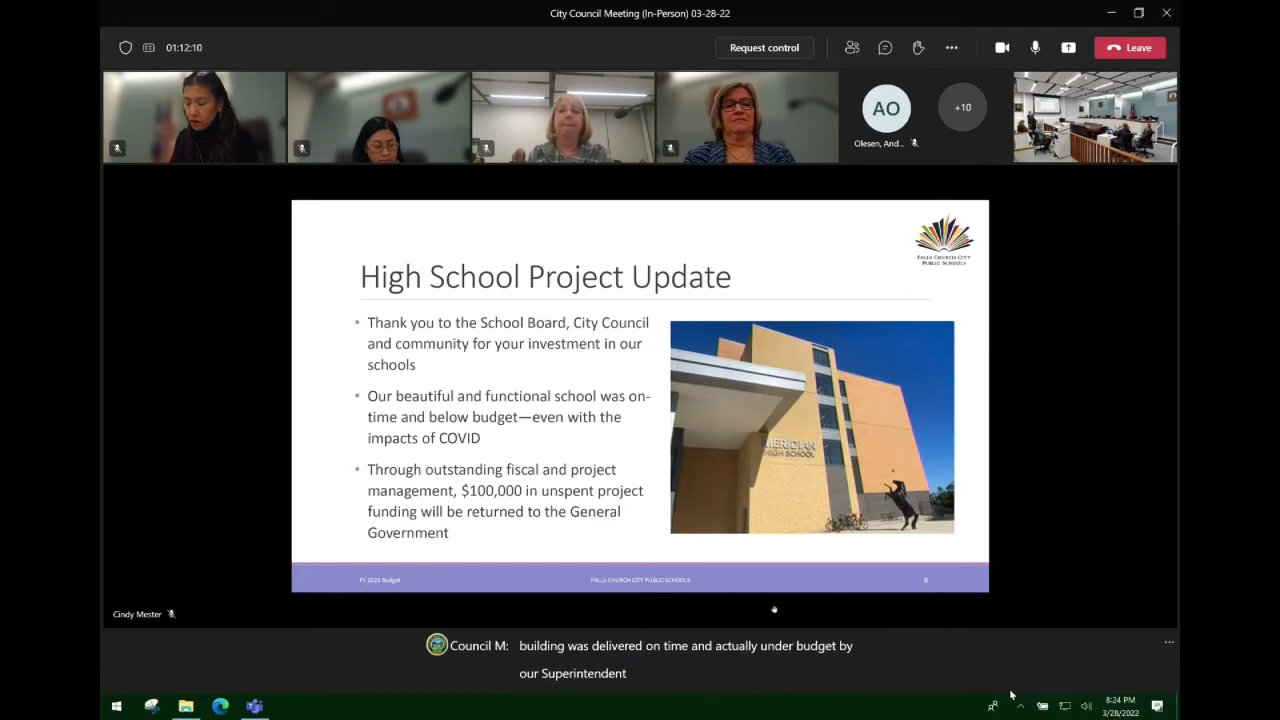 City Council Meeting (In-Person) 03-28-22
01:12:10
Request control
Leave
AO
Olesen, And...
+10
FALLS CHURCH CITY
PUBLIC SCHOOLS
High School Project Update
• Thank you to the School Board, City Council
and community for your investment in our
schools
• Our beautiful and functional school was on-
time and below budget—even with the
impacts of COVID
• Through outstanding fiscal and project
management, $100,000 in unspent project
funding will be returned to the General
Government
MERIDIAN
HIGH SCHOOL
FY 2023 Budget
FALLS CHURCH CITY PUBLIC SCHOOLS
8
Cindy Mester
Council M: building was delivered on time and actually under budget by
our Superintendent
8:24 PM
3/28/2022